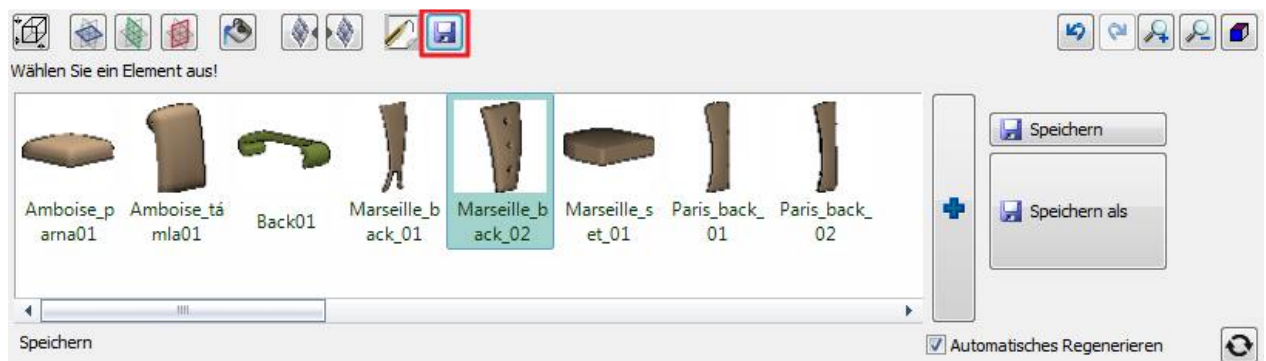 Wählen Sie ein Element aus!
Amboise_p
arna01
Amboise_tá
mla01
Back01
Marseille_b
ack_01
Marseille_b
ack_02
Marseille_s
et_01
Paris_back_
01
Paris_back_
02
Speichern
Speichern als
Speichern
Automatisches Regenerieren